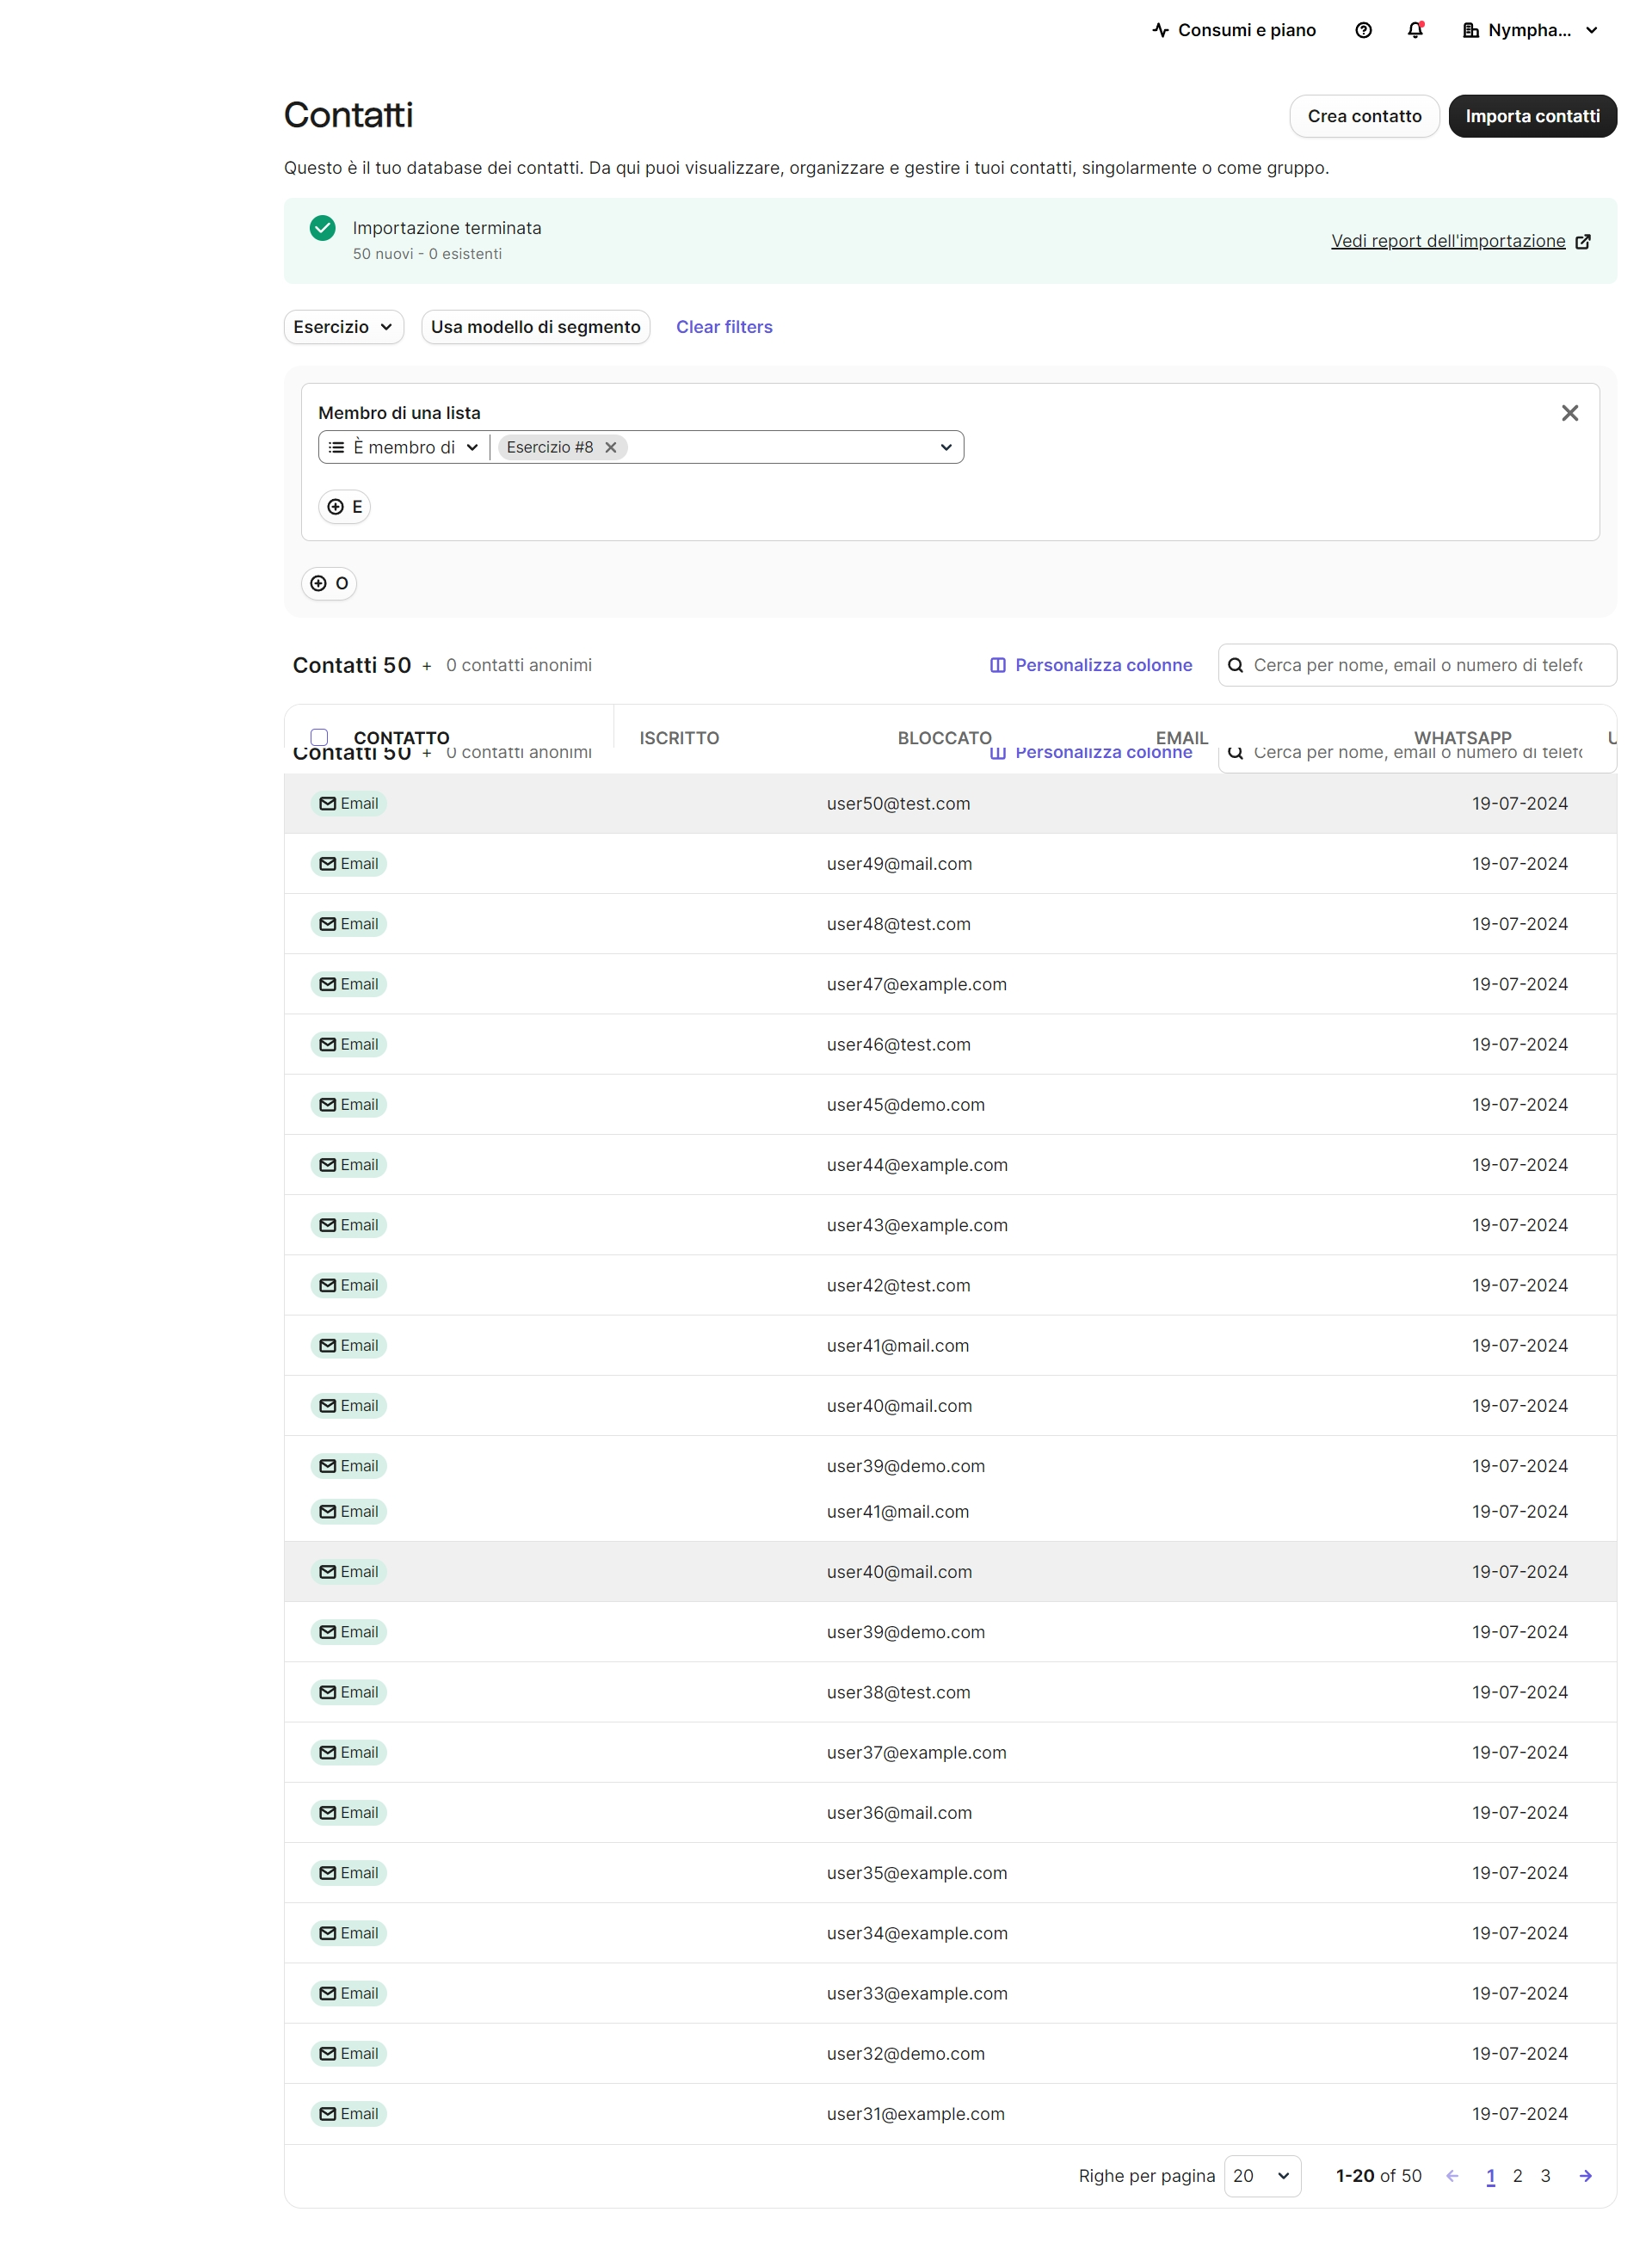 Consumi e piano Nympha...
Contatti Crea contatto Importa contatti
Questo è il tuo database dei contatti. Da qui puoi visualizzare, organizzare e gestire i tuoi contatti, singolarmente o come gruppo.
Importazione terminata
50 nuovi - 0 esistenti
Vedi report dell'importazione
Esercizio Usa modello di segmento Clear filters
Membro di una lista
È membro di Esercizio #8
E
O
Contatti 50 + 0 contatti anonimi Personalizza colonne Cerca per nome, email o numero di telef
CONTATTO ISCRITTO BLOCCATO EMAIL WHATSAPP
Contatti 50 + 0 contatti anonimi Personalizza colonne Cerca per nome, email o numero di telef
Email user50@test.com 19-07-2024
Email user49@mail.com 19-07-2024
Email user48@test.com 19-07-2024
Email user47@example.com 19-07-2024
Email user46@test.com 19-07-2024
Email user45@demo.com 19-07-2024
Email user44@example.com 19-07-2024
Email user43@example.com 19-07-2024
Email user42@test.com 19-07-2024
Email user41@mail.com 19-07-2024
Email user40@mail.com 19-07-2024
Email user39@demo.com 19-07-2024
Email user41@mail.com 19-07-2024
Email user40@mail.com 19-07-2024
Email user39@demo.com 19-07-2024
Email user38@test.com 19-07-2024
Email user37@example.com 19-07-2024
Email user36@mail.com 19-07-2024
Email user35@example.com 19-07-2024
Email user34@example.com 19-07-2024
Email user33@example.com 19-07-2024
Email user32@demo.com 19-07-2024
Email user31@example.com 19-07-2024
Righe per pagina 20 1-20 of 50 1 2 3